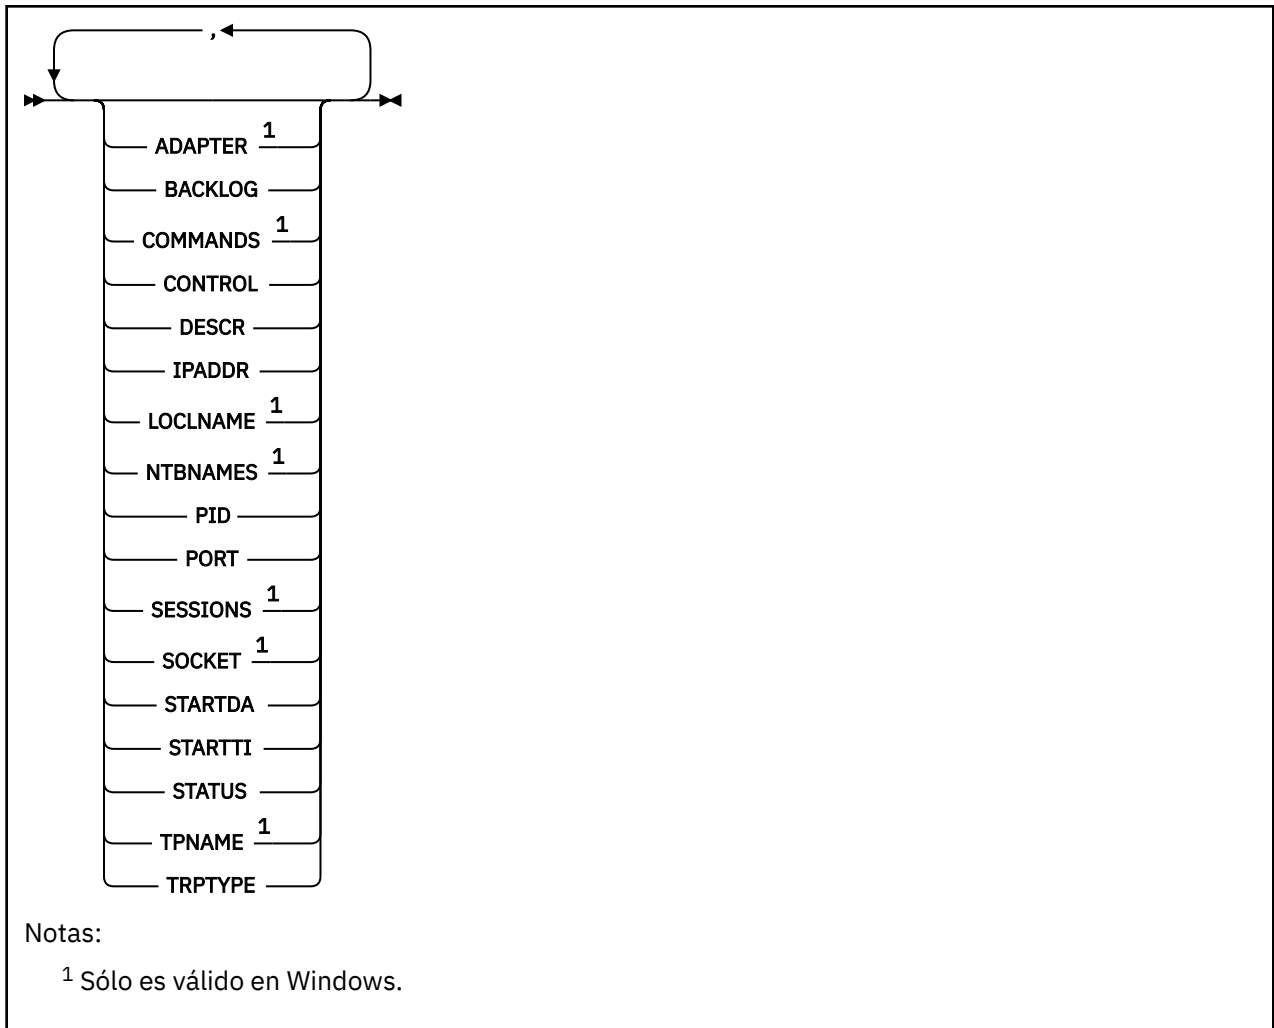 ,
ADAPTER 1
BACKLOG
COMMANDS 1
CONTROL
DESCR
IPADDR
LOCLNAME 1
NTBNAMES 1
PID
PORT
SESSIONS 1
SOCKET 1
STARTDA
STARTTI
STATUS
TPNAME 1
TRPTYPE
Notas:
1 Sólo es válido en Windows.